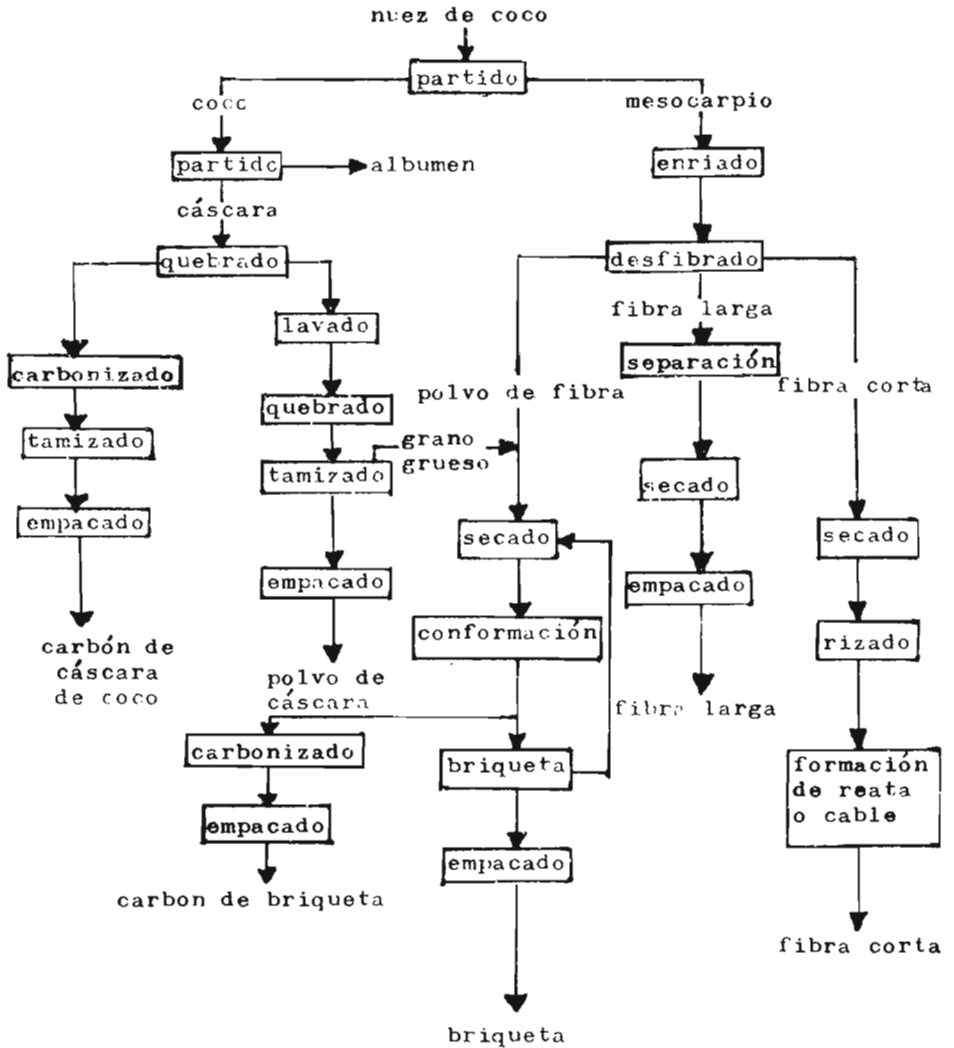 nuez de coco
partido
coco
mesocarpio
partido
albumen
enriado
cáscara
quebrado
desfibrado
fibra larga
lavado
separación
carbonizado
fibra corta
polvo de fibra
quebrado
tamizado
grano
grueso
tamizado
secado
empacado
secado
secado
empacado
empacado
conformación
rizado
carbón de
cáscara
de coco
polvo de
cáscara
fibra larga
carbonizado
briqueta
formación
de reata
o cable
empacado
empacado
carbon de briqueta
fibra corta
briqueta